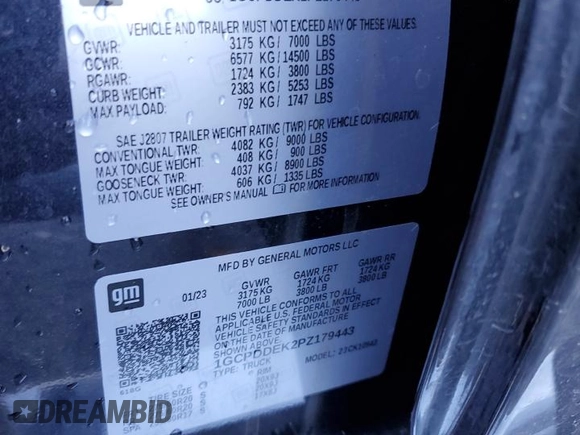 VEHICLE AND TRAILER MUST NOT EXCEED ANY
GVWR: 3175 KG / 7000 LBS
GCWR: 6577 KG / 14500 LBS
RGAWR: 1724 KG / 3800 LBS
CURB WEIGHT: 2383 KG / 5253 LBS
MAX PAYLOAD: 792 KG / 1747 LBS
SAE J2807 TRAILER WEIGHT RATING (TWR) FOR VEHICLE CONFIGURATION.
CONVENTIONAL TWR: 4082 KG / 9000 LBS
MAX TONGUE WEIGHT: 408 KG / 900 LBS
GOOSENECK TWR: 4037 KG / 8900 LBS
MAX TONGUE WEIGHT: 606 KG / 1335 LBS
SEE OWNER'S MANUAL FOR MORE INFORMATION
MFD BY GENERAL MOTORS LLC
gm
01/23
GVWR GAWR FRT GAWR RR
3175 KG 1724 KG 1724 KG
7000 LB 3800 LB 3800 LB
THIS VEHICLE CONFORMS TO ALL
APPLICABLE U.S. FEDERAL MOTOR
VEHICLE SAFETY STANDARDS IN EFFECT
ON THE DATE OF MANUFACTURE
SHOWN ABOVE.
1GCPDDEK2PZ179443
TYPE: TRUCK MODEL:
TIRE SIZE RIM
DREAMBID